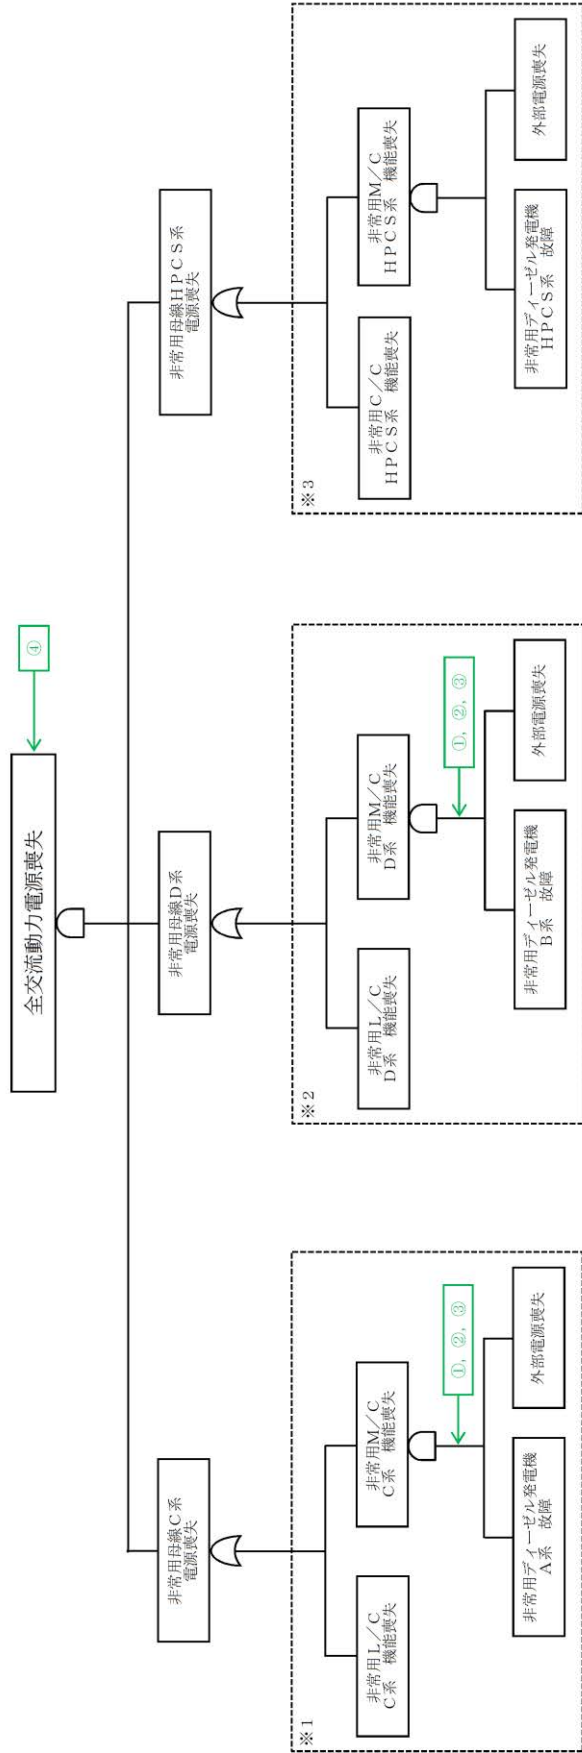 全交流動力電源喪失
④
非常用母線C系
電源喪失
非常用母線D系
電源喪失
非常用母線HPCS系
電源喪失
※1
非常用L/C
C系 機能喪失
非常用M/C
C系 機能喪失
①, ②, ③
非常用ディーゼル発電機
A系 故障
外部電源喪失
※2
非常用L/C
D系 機能喪失
非常用M/C
D系 機能喪失
①, ②, ③
非常用ディーゼル発電機
B系 故障
外部電源喪失
※3
非常用C/C
HPCS系 機能喪失
非常用M/C
HPCS系 機能喪失
非常用ディーゼル発電機
HPCS系 故障
外部電源喪失